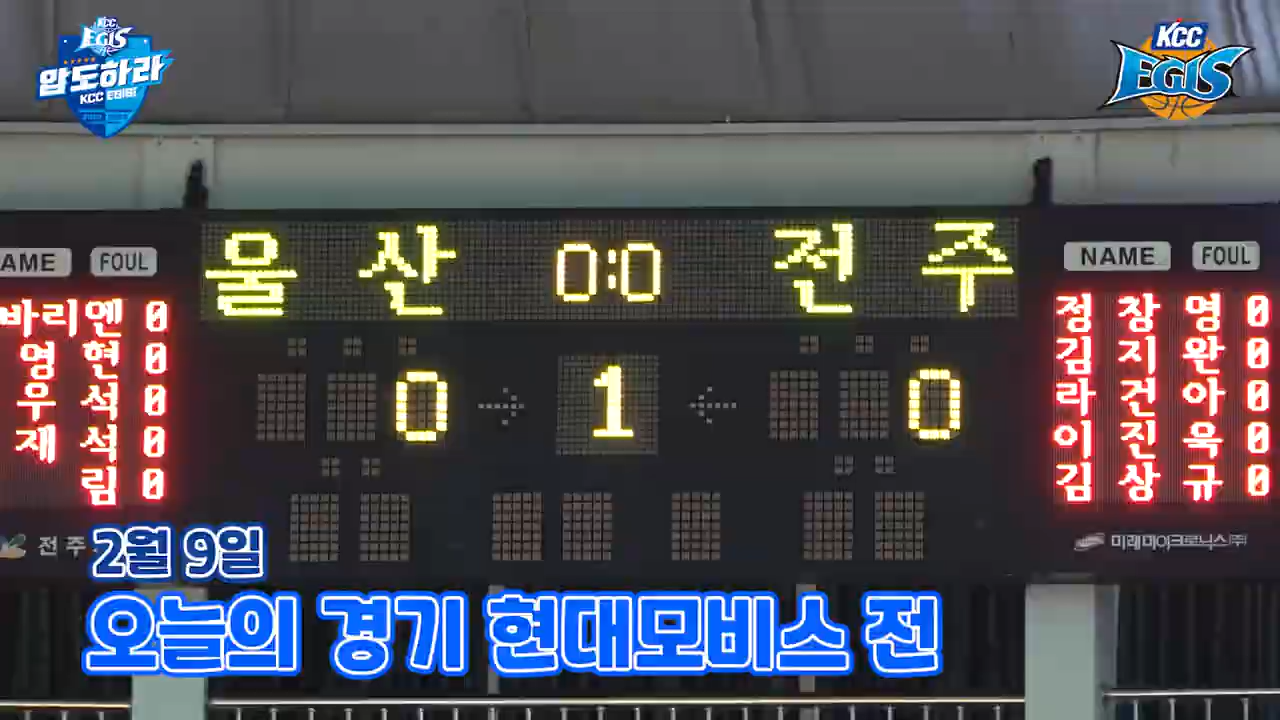 KCC
EGIS
압도하라
KCC EGIS
KCC
EGIS
울산 0:0 전주
AME FOUL
바리엔 0
영현 0
우석 0
재석 0
림 0
0 1 0
NAME FOUL
정창영 0
김지완 0
라건아 0
이진욱 0
김상규 0
전주
미래마이크로닉스(주)
2월 9일
오늘의 경기 현대모비스 전